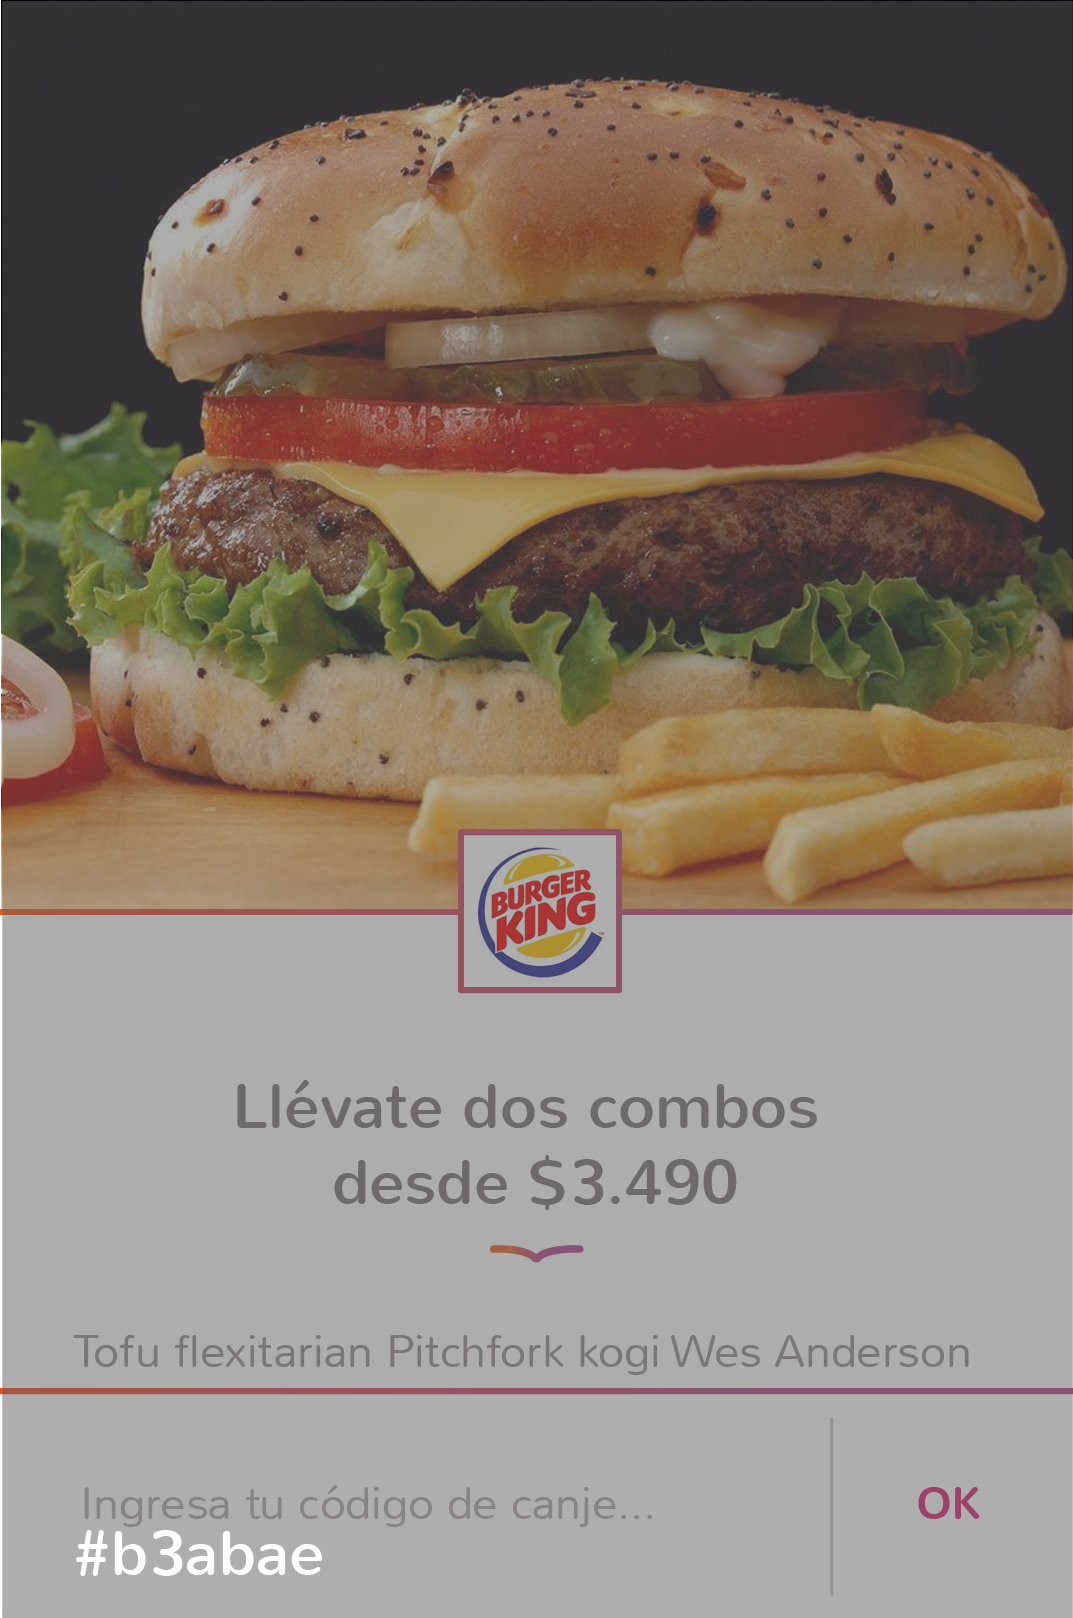 BURGER
KING
™
Llévate dos combos
desde $3.490
Tofu flexitarian Pitchfork kogi Wes Anderson
Ingresa tu código de canje...
OK
#b3abae